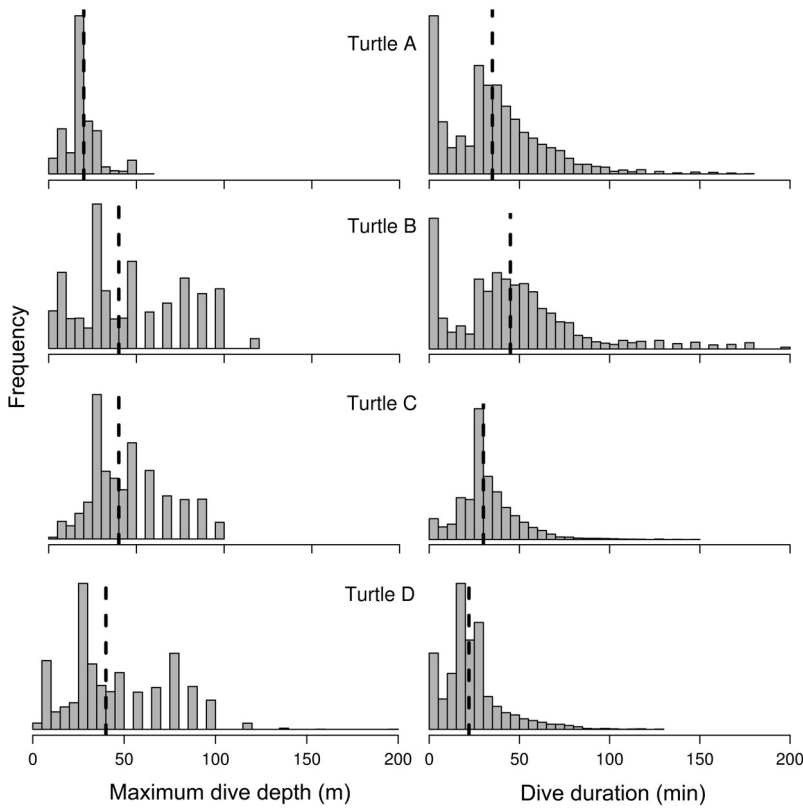 Turtle A
Turtle B
Turtle C
Turtle D
Frequency
0 50 100 150 200
0 50 100 150 200
Maximum dive depth (m)
Dive duration (min)